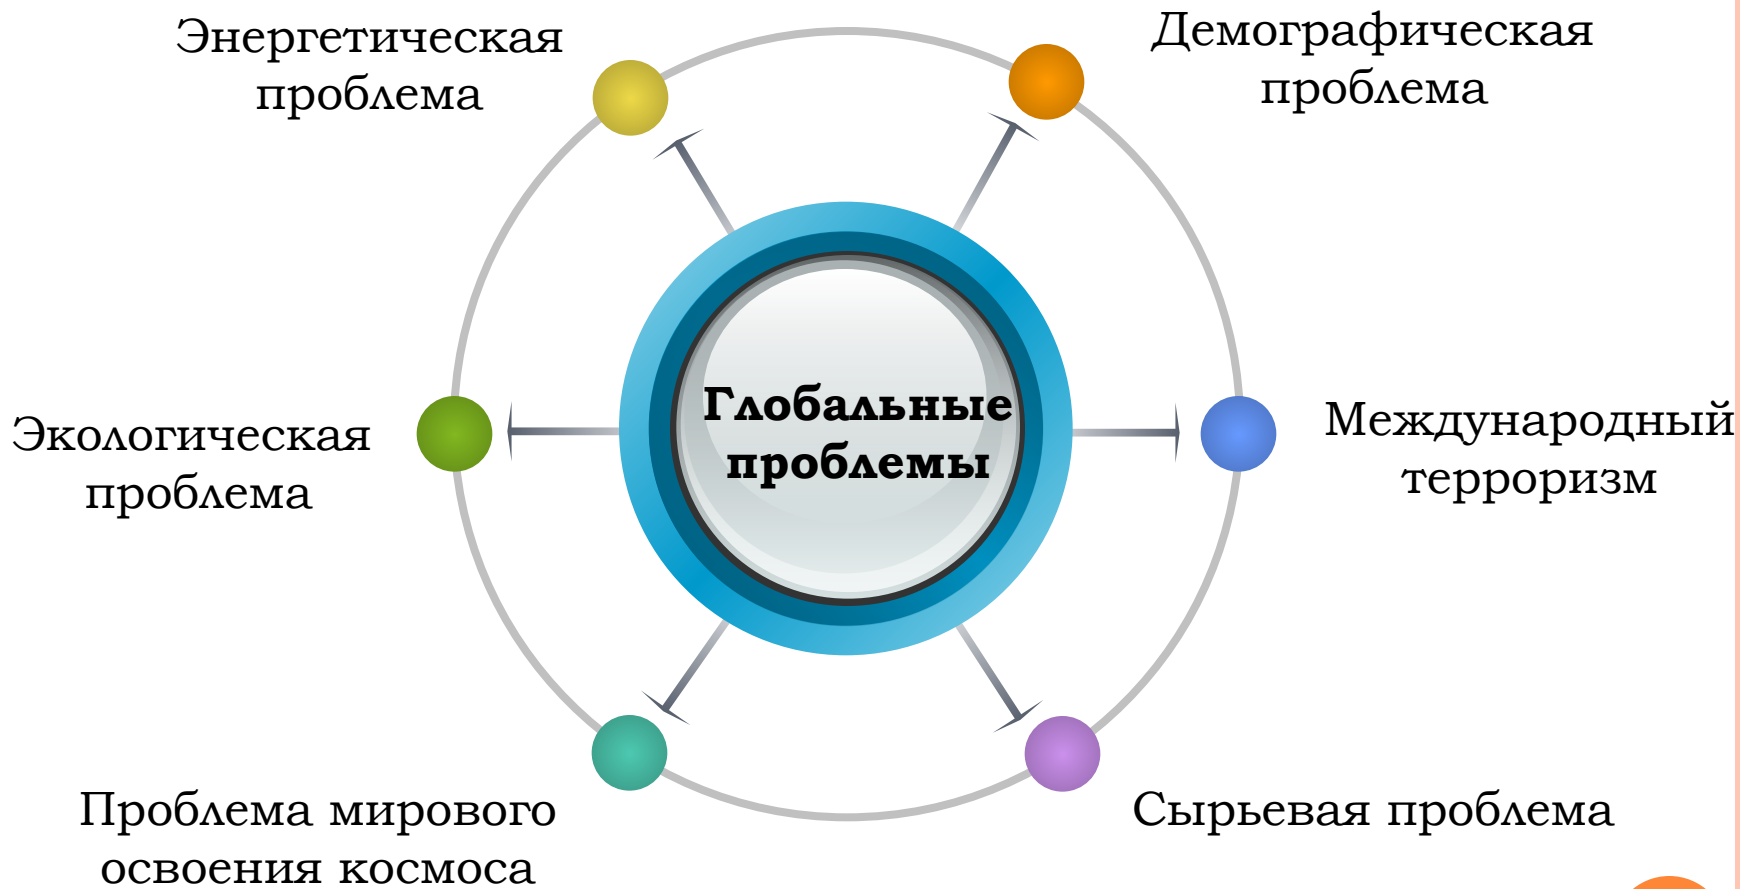 Энергетическая
проблема
Демографическая
проблема
Глобальные
проблемы
Экологическая
проблема
Международный
терроризм
Проблема мирового
освоения космоса
Сырьевая проблема